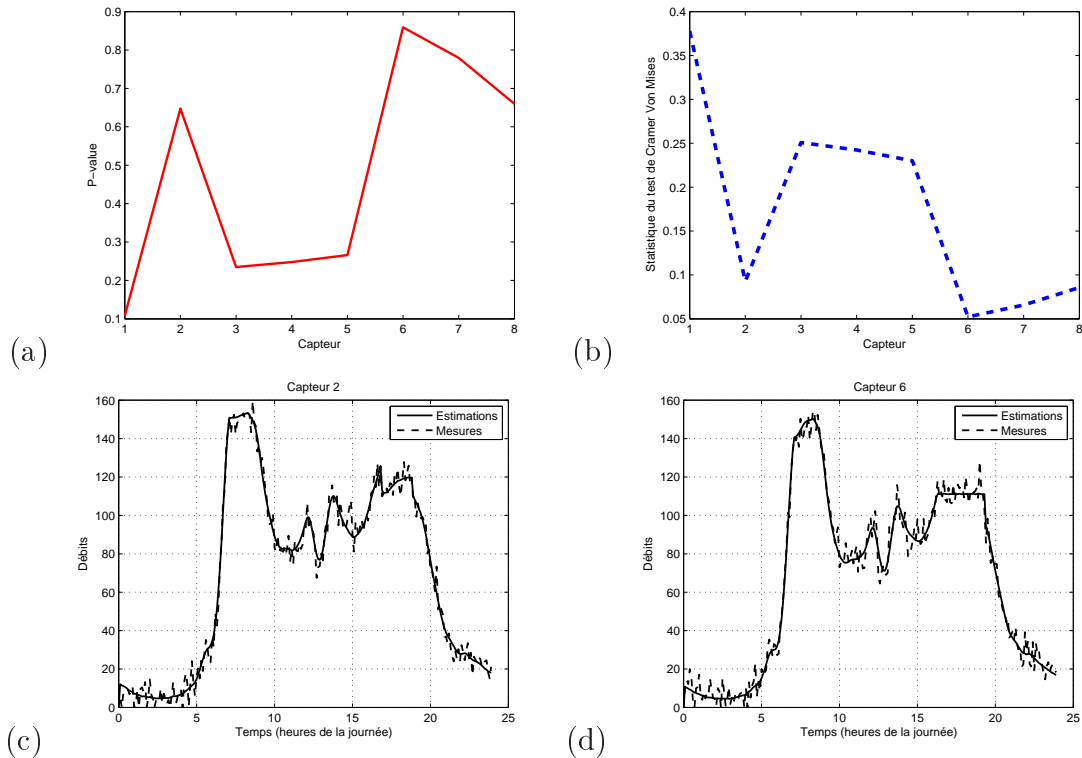 0.9
0.8
0.7
0.6
0.5
0.4
0.3
0.2
0.1
P-value
1 2 3 4 5 6 7 8
Capteur
(a)
0.4
0.35
0.3
0.25
0.2
0.15
0.1
0.05
Statistique du test de Cramer Von Mises
1 2 3 4 5 6 7 8
Capteur
(b)
Capteur 2
160
140
120
100
80
60
40
20
0
Débits
Estimations
Mesures
0 5 10 15 20 25
Temps (heures de la journée)
(c)
Capteur 6
160
140
120
100
80
60
40
20
0
Débits
Estimations
Mesures
0 5 10 15 20 25
Temps (heures de la journée)
(d)